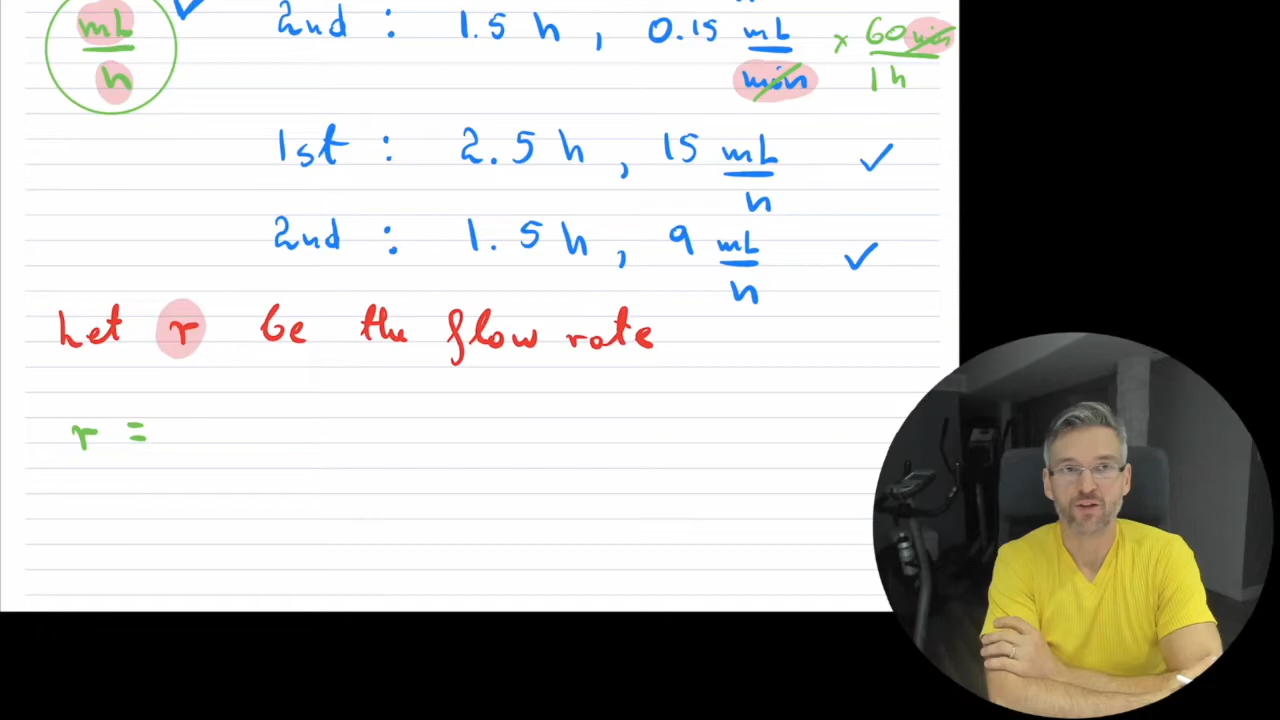 mL
h
2nd : 1.5 h , 0.15 mL/min × 60 min/1 h
1st : 2.5 h , 15 mL/h ✓
2nd : 1.5 h , 9 mL/h ✓
Let r be the flow rate
r =